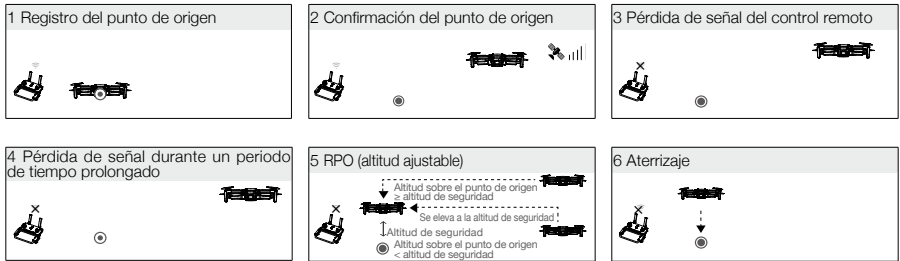 1 Registro del punto de origen
2 Confirmación del punto de origen
3 Pérdida de señal del control remoto
4 Pérdida de señal durante un periodo
de tiempo prolongado
5 RPO (altitud ajustable)
Altitud sobre el punto de origen
≥ altitud de seguridad
Se eleva a la altitud de seguridad
Altitud de seguridad
Altitud sobre el punto de origen
< altitud de seguridad
6 Aterrizaje